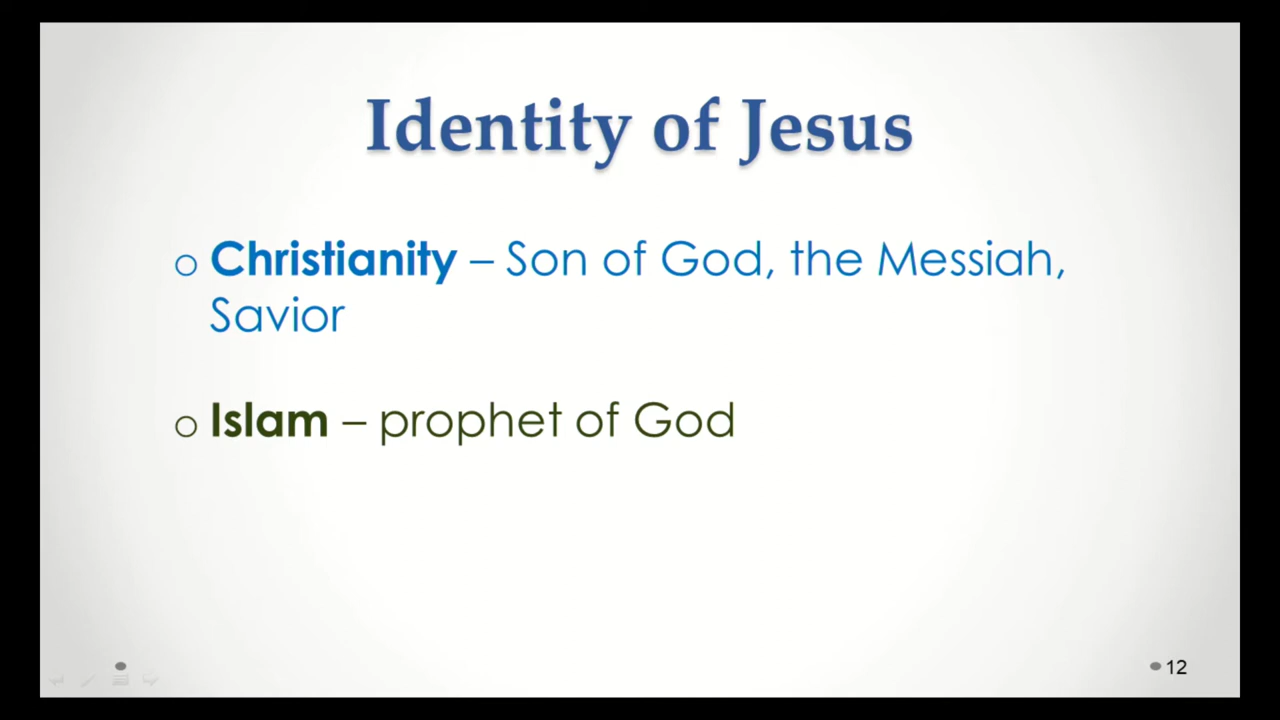 Identity of Jesus
o Christianity – Son of God, the Messiah,
Savior
o Islam – prophet of God
12